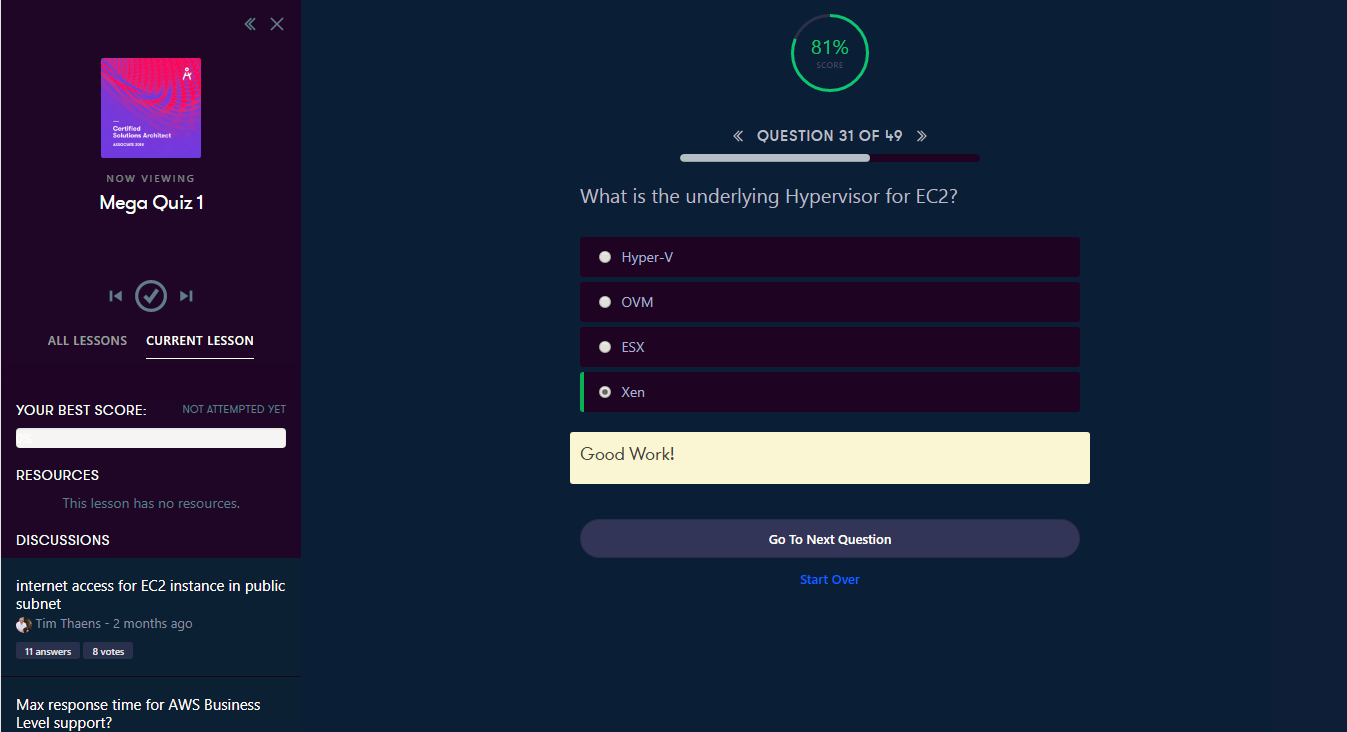 Certified
Solutions Architect
ASSOCIATE 2018
NOW VIEWING
Mega Quiz 1
ALL LESSONS CURRENT LESSON
YOUR BEST SCORE: NOT ATTEMPTED YET
RESOURCES
This lesson has no resources.
DISCUSSIONS
internet access for EC2 instance in public
subnet
Tim Thaens - 2 months ago
11 answers 8 votes
Max response time for AWS Business
Level support?
81%
SCORE
QUESTION 31 OF 49
What is the underlying Hypervisor for EC2?
Hyper-V
OVM
ESX
Xen
Good Work!
Go To Next Question
Start Over